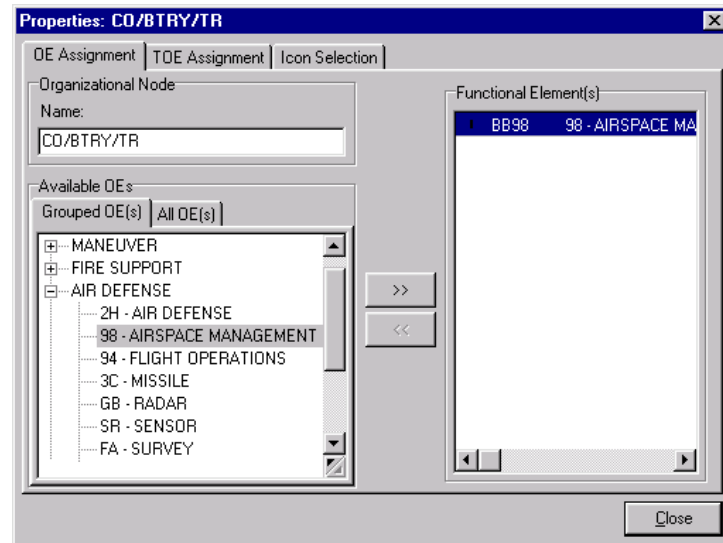 Properties: CO/BTRY/TR
OE Assignment TOE Assignment Icon Selection
Organizational Node
Name:
CO/BTRY/TR
Available OEs
Grouped OE(s) All OE(s)
MANEUVER
FIRE SUPPORT
AIR DEFENSE
2H - AIR DEFENSE
98 - AIRSPACE MANAGEMENT
94 - FLIGHT OPERATIONS
3C - MISSILE
GB - RADAR
SR - SENSOR
FA - SURVEY
>>
<<
Functional Element(s)
BB98 98 - AIRSPACE MA
Close